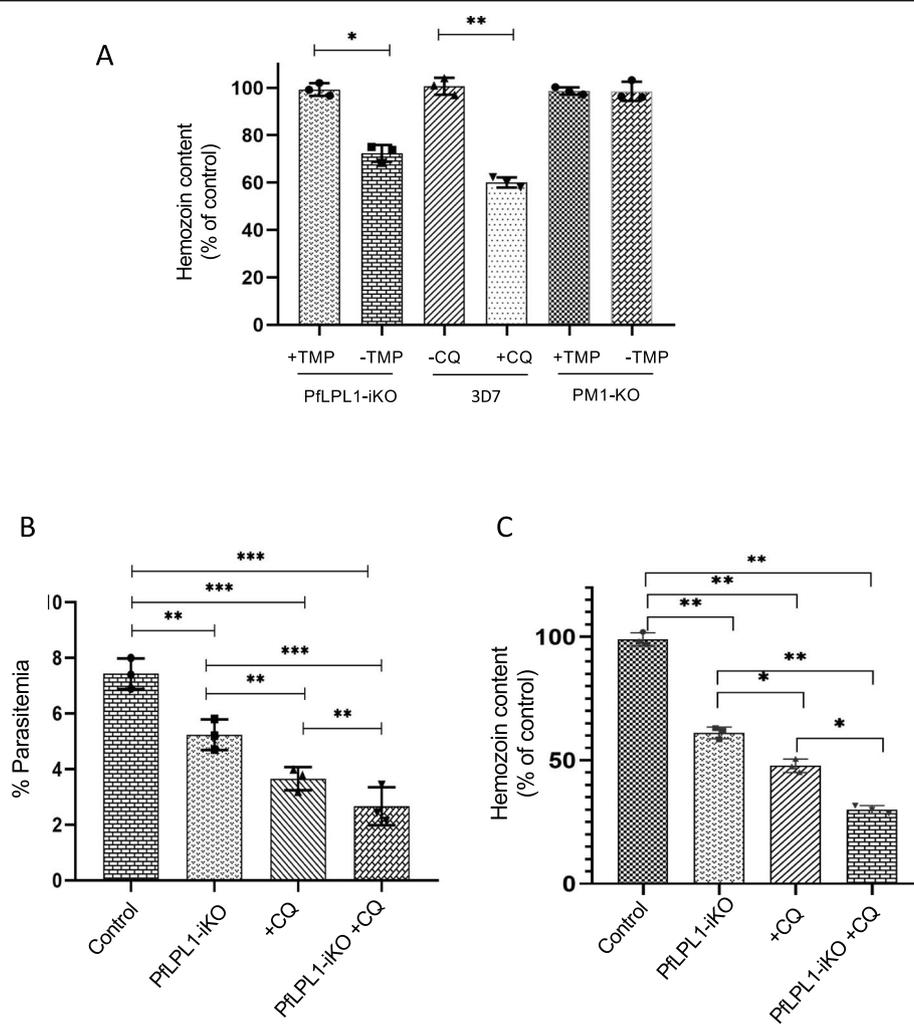 A
* **
Hemozoin content
(% of control)
100
80
60
40
20
0
+TMP -TMP -CQ +CQ +TMP -TMP
PfLPL1-iKO 3D7 PM1-KO
B
% Parasitemia
***
***
**
***
**
**
0
8
6
4
2
0
Control PfLPL1-iKO +CQ PfLPL1-iKO +CQ
C
Hemozoin content
(% of control)
**
**
**
**
*
*
100
50
0
Control PfLPL1-iKO +CQ PfLPL1-iKO +CQ